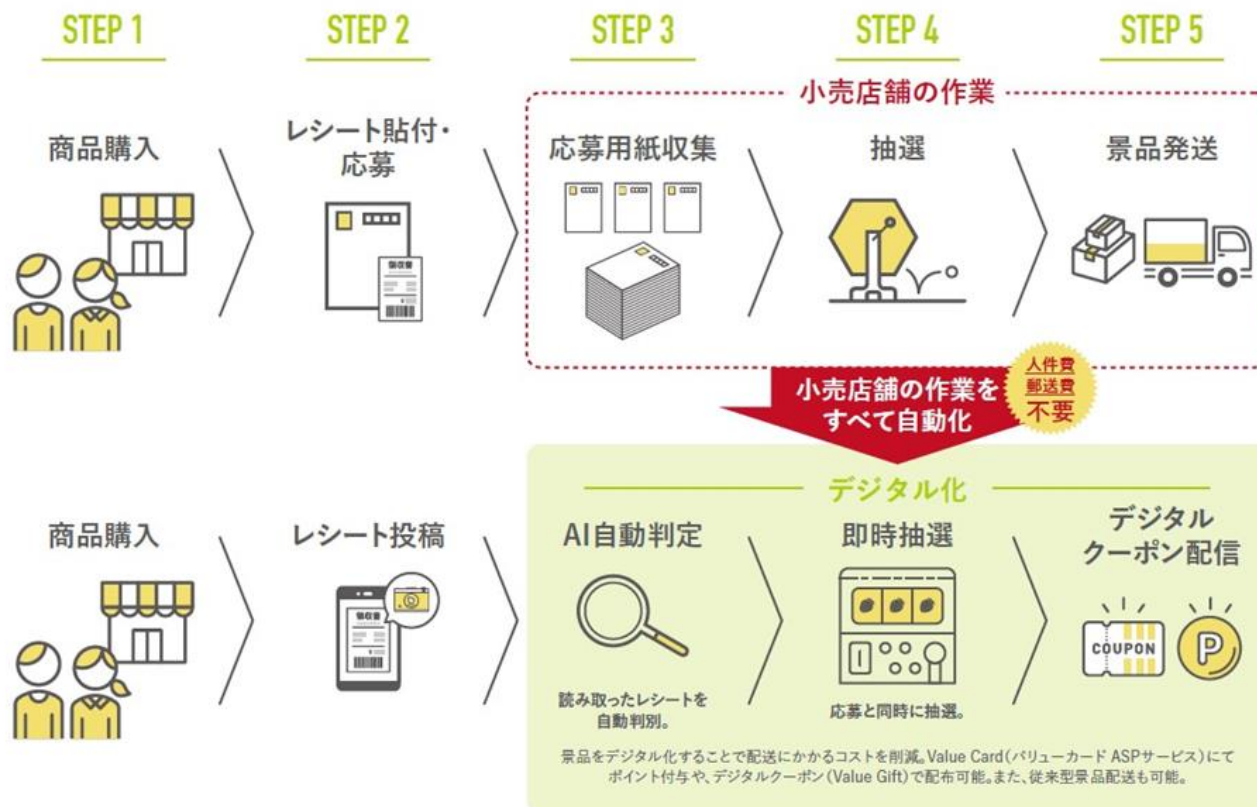 STEP 1
STEP 2
STEP 3
STEP 4
STEP 5
小売店舗の作業
商品購入
レシート貼付・
応募
応募用紙収集
抽選
景品発送
領収書
小売店舗の作業を
すべて自動化
人件費
郵送費
不要
デジタル化
商品購入
レシート投稿
AI自動判定
即時抽選
デジタル
クーポン配信
領収書
COUPON
P
読み取ったレシートを
自動判別。
応募と同時に抽選。
景品をデジタル化することで配送にかかるコストを削減。Value Card(バリューカード ASPサービス)にて
ポイント付与や、デジタルクーポン(Value Gift)で配布可能。また、従来型景品配送も可能。